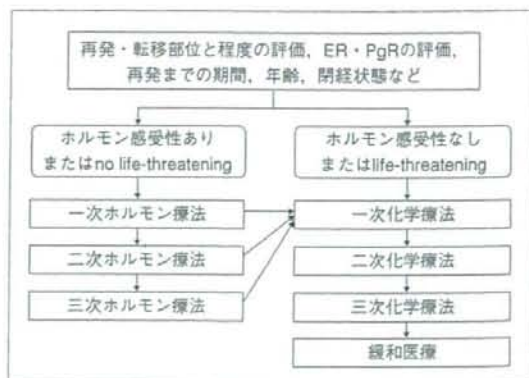 再発・転移部位と程度の評価，ER・PgRの評価，
再発までの期間，年齢，閉経状態など
ホルモン感受性あり
またはno life-threatening
ホルモン感受性なし
またはlife-threatening
一次ホルモン療法
一次化学療法
二次ホルモン療法
二次化学療法
三次ホルモン療法
三次化学療法
緩和医療